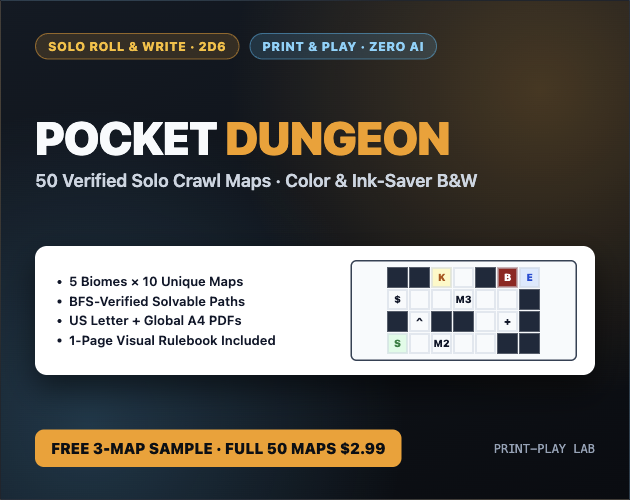 SOLO ROLL & WRITE · 2D6
PRINT & PLAY · ZERO AI
POCKET DUNGEON
50 Verified Solo Crawl Maps · Color & Ink-Saver B&W
• 5 Biomes × 10 Unique Maps
• BFS-Verified Solvable Paths
• US Letter + Global A4 PDFs
• 1-Page Visual Rulebook Included
K B E
$ M3
^ +
S M2
FREE 3-MAP SAMPLE · FULL 50 MAPS $2.99
PRINT-PLAY LAB